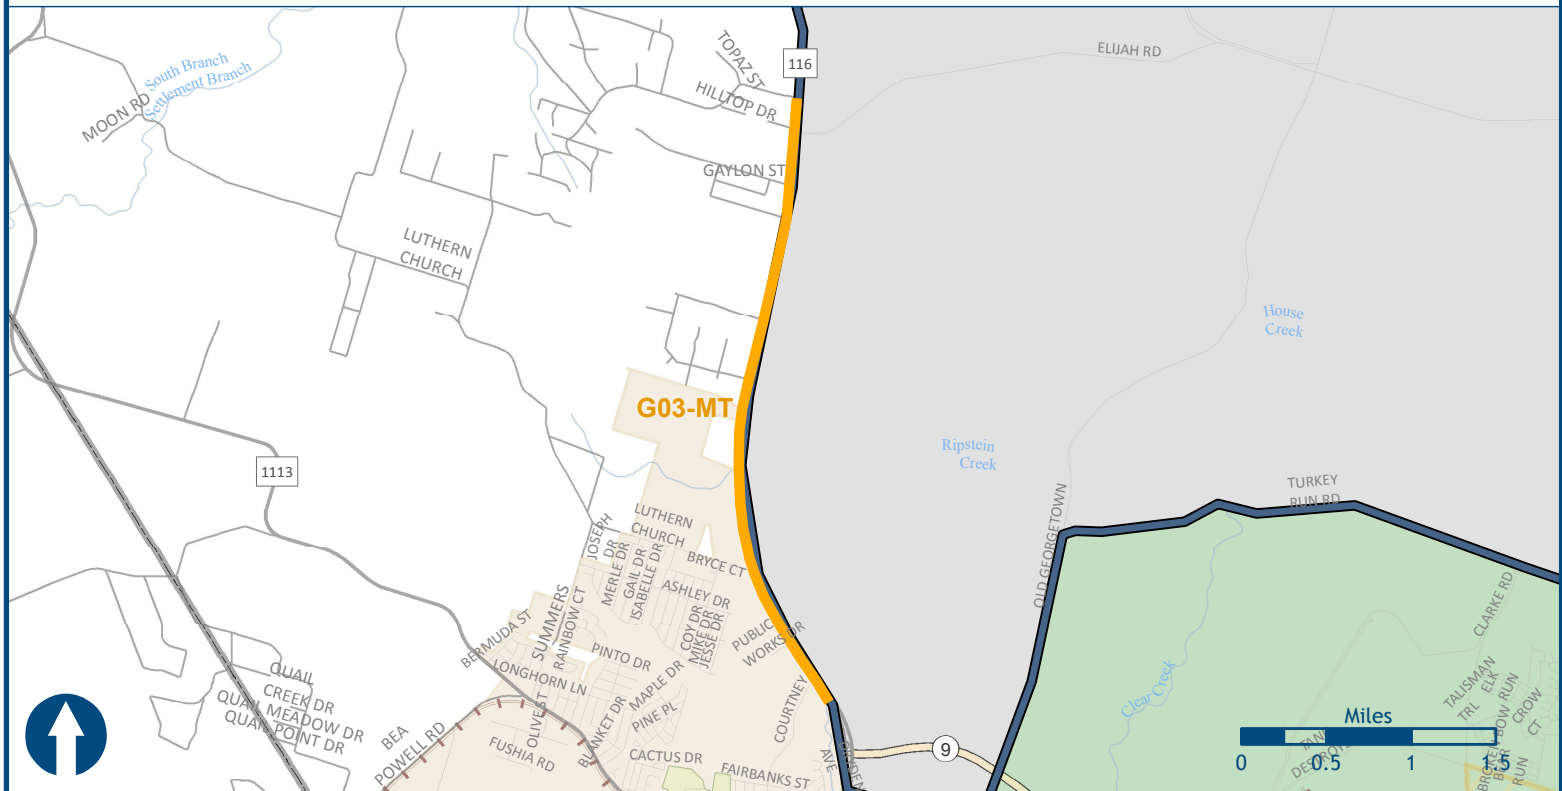 TOPAZ ST
116
ELIJAH RD
South Branch
Settlement Branch
MOON RD
HILLTOP DR
GAYLON ST
LUTHERN
CHURCH
House
Creek
G03-MT
Ripstein
Creek
1113
TURKEY
RUN RD
OLD GEORGETOWN
LUTHERN
CHURCH
JOSEPH
DR
MERLE DR
GAIL DR
ISABELLE DR
BRYCE CT
ASHLEY DR
COY DR
MIKE DR
JESSE DR
PUBLIC
WORKS DR
SUMMERS
RAINBOW CT
BERMUDA ST
PINTO DR
LONGHORN LN
MAPLE DR
PINE PL
COURTNEY
AVE
CLARKE RD
Clear Creek
QUAIL
CREEK DR
QUAIL MEADOW DR
QUAIL POINT DR
BEA
POWELL RD
OLIVE ST
FUSHIA RD
CACTUS DR
FAIRBANKS ST
9
TALISMAN
TRL
ELK
RUN
CROW
CT
BEAR
RUN
Miles
0 0.5 1 1.5